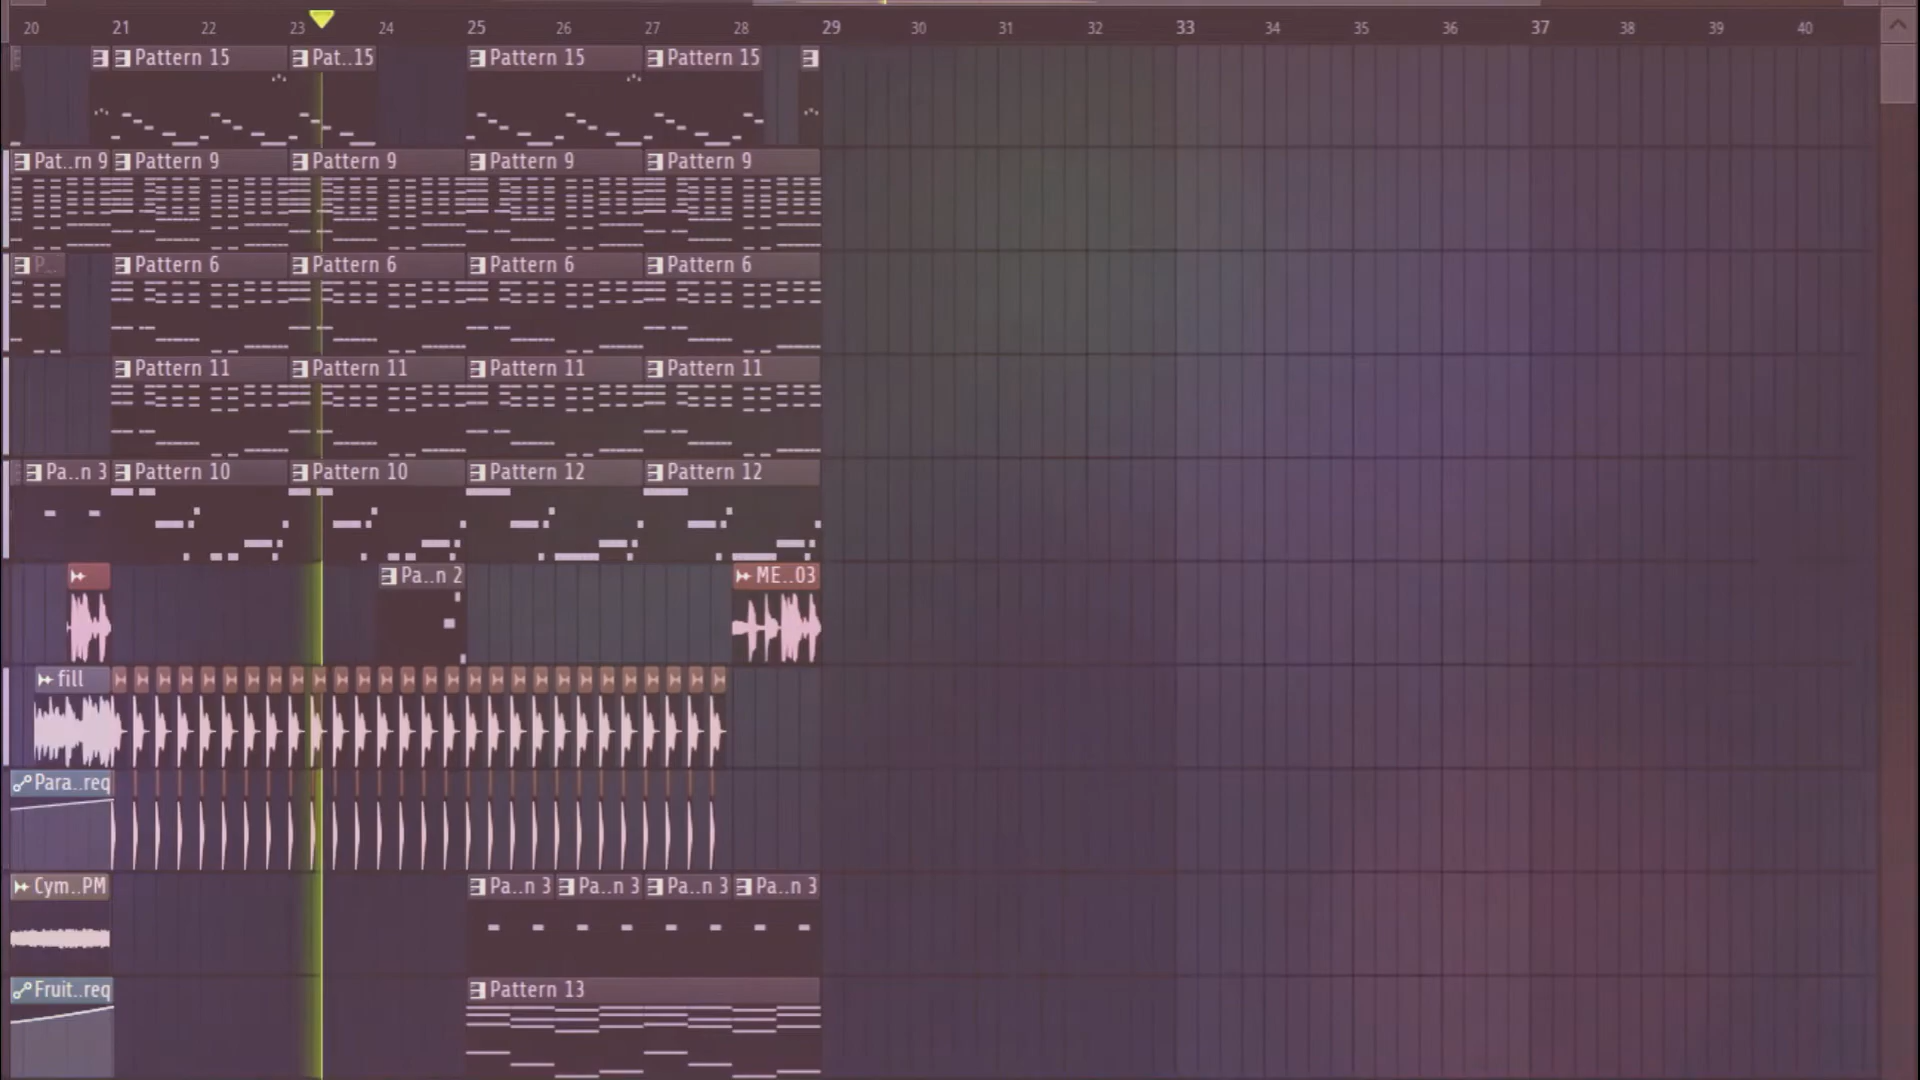 20 21 22 23 24 25 26 27 28 29 30 31 32 33 34 35 36 37 38 39 40
Pattern 15 Pat..15 Pattern 15 Pattern 15
Pat..rn 9 Pattern 9 Pattern 9 Pattern 9 Pattern 9
P.. Pattern 6 Pattern 6 Pattern 6 Pattern 6
Pattern 11 Pattern 11 Pattern 11 Pattern 11
Pa..n 3 Pattern 10 Pattern 10 Pattern 12 Pattern 12
Pa..n 2 ME..03
fill
Para..req
Cym..PM Pa..n 3 Pa..n 3 Pa..n 3 Pa..n 3
Fruit..req Pattern 13